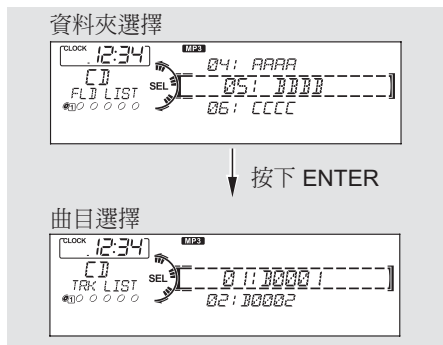 資料夾選擇
CLOCK 12:34 MP3
04: AAAA
CD
SEL 05: BBBB
FLD LIST
06: CCCC
按下 ENTER
曲目選擇
CLOCK 12:34 MP3
CD
SEL 01: B0001
TRK LIST
02: B0002